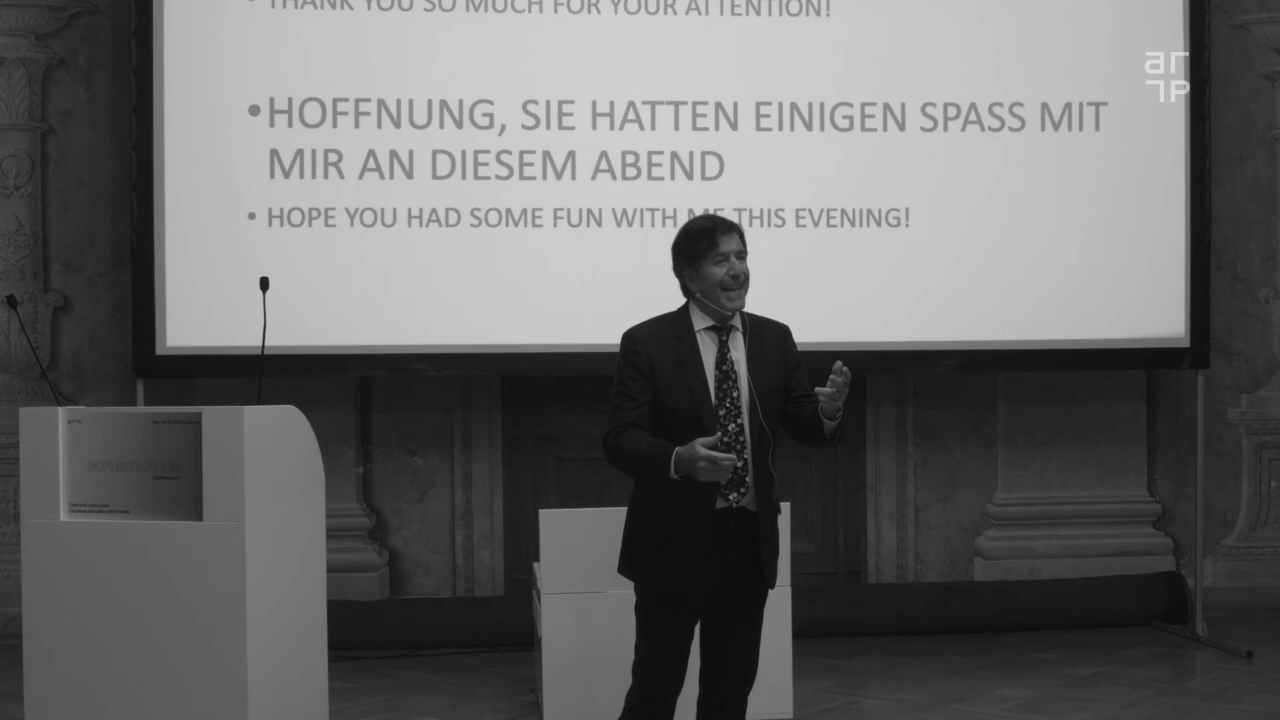 • THANK YOU SO MUCH FOR YOUR ATTENTION!
ar
•HOFFNUNG, SIE HATTEN EINIGEN SPASS MIT
MIR AN DIESEM ABEND
• HOPE YOU HAD SOME FUN WITH ME THIS EVENING!